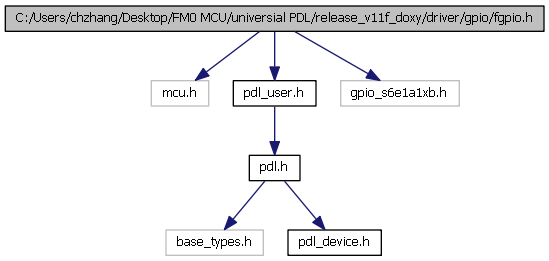 C:/Users/chzhang/Desktop/FM0 MCU/universial PDL/release_v11f_doxy/driver/gpio/fgpio.h
mcu.h
pdl_user.h
gpio_s6e1a1xb.h
pdl.h
base_types.h
pdl_device.h